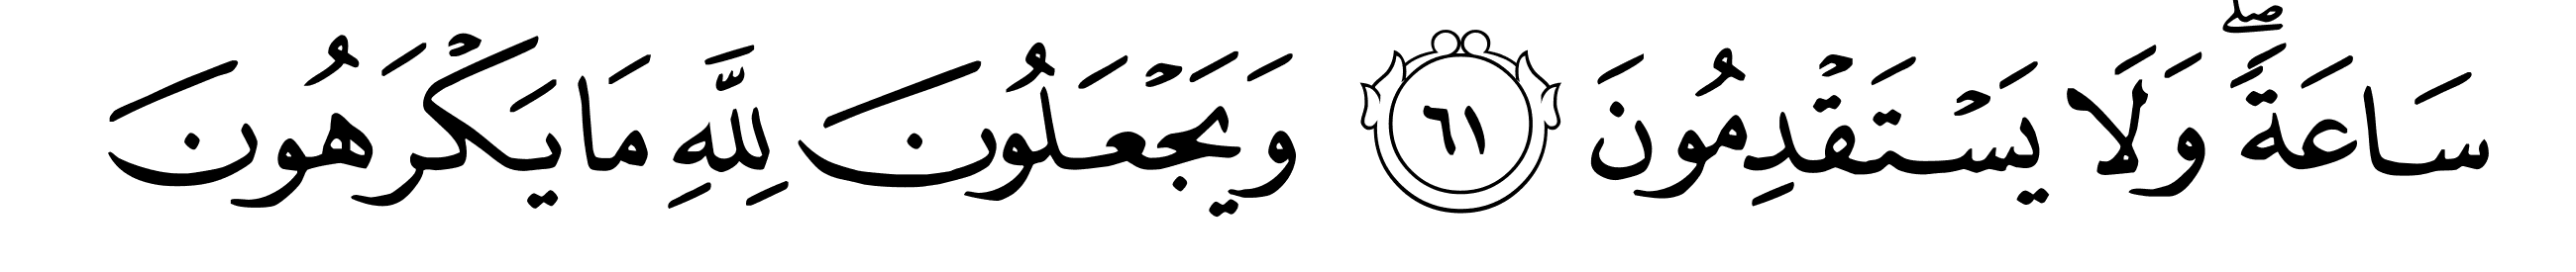 سَاعَةً ۖ وَلَا يَسْتَقْدِمُونَ ٦١ وَيَجْعَلُونَ لِلَّهِ مَا يَكْرَهُونَ